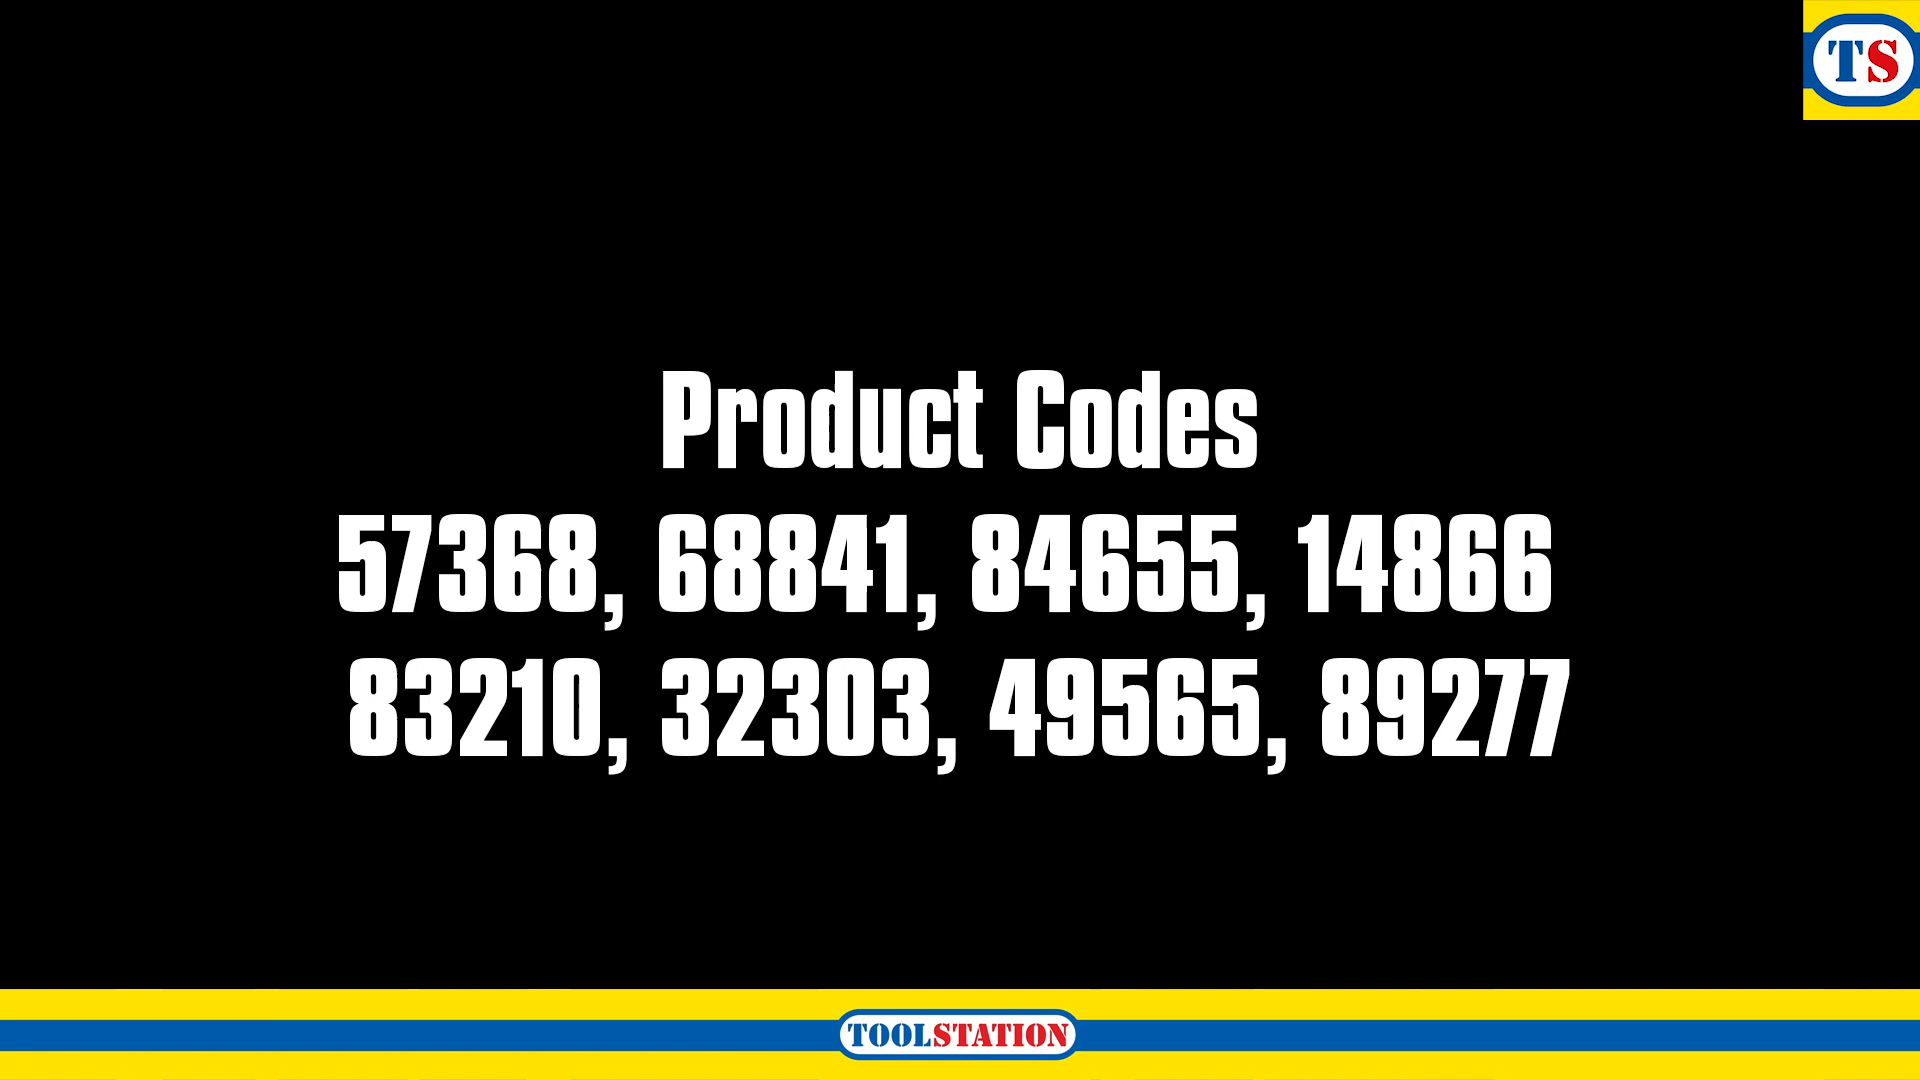 TS
Product Codes
57368, 68841, 84655, 14866
83210, 32303, 49565, 89277
TOOLSTATION